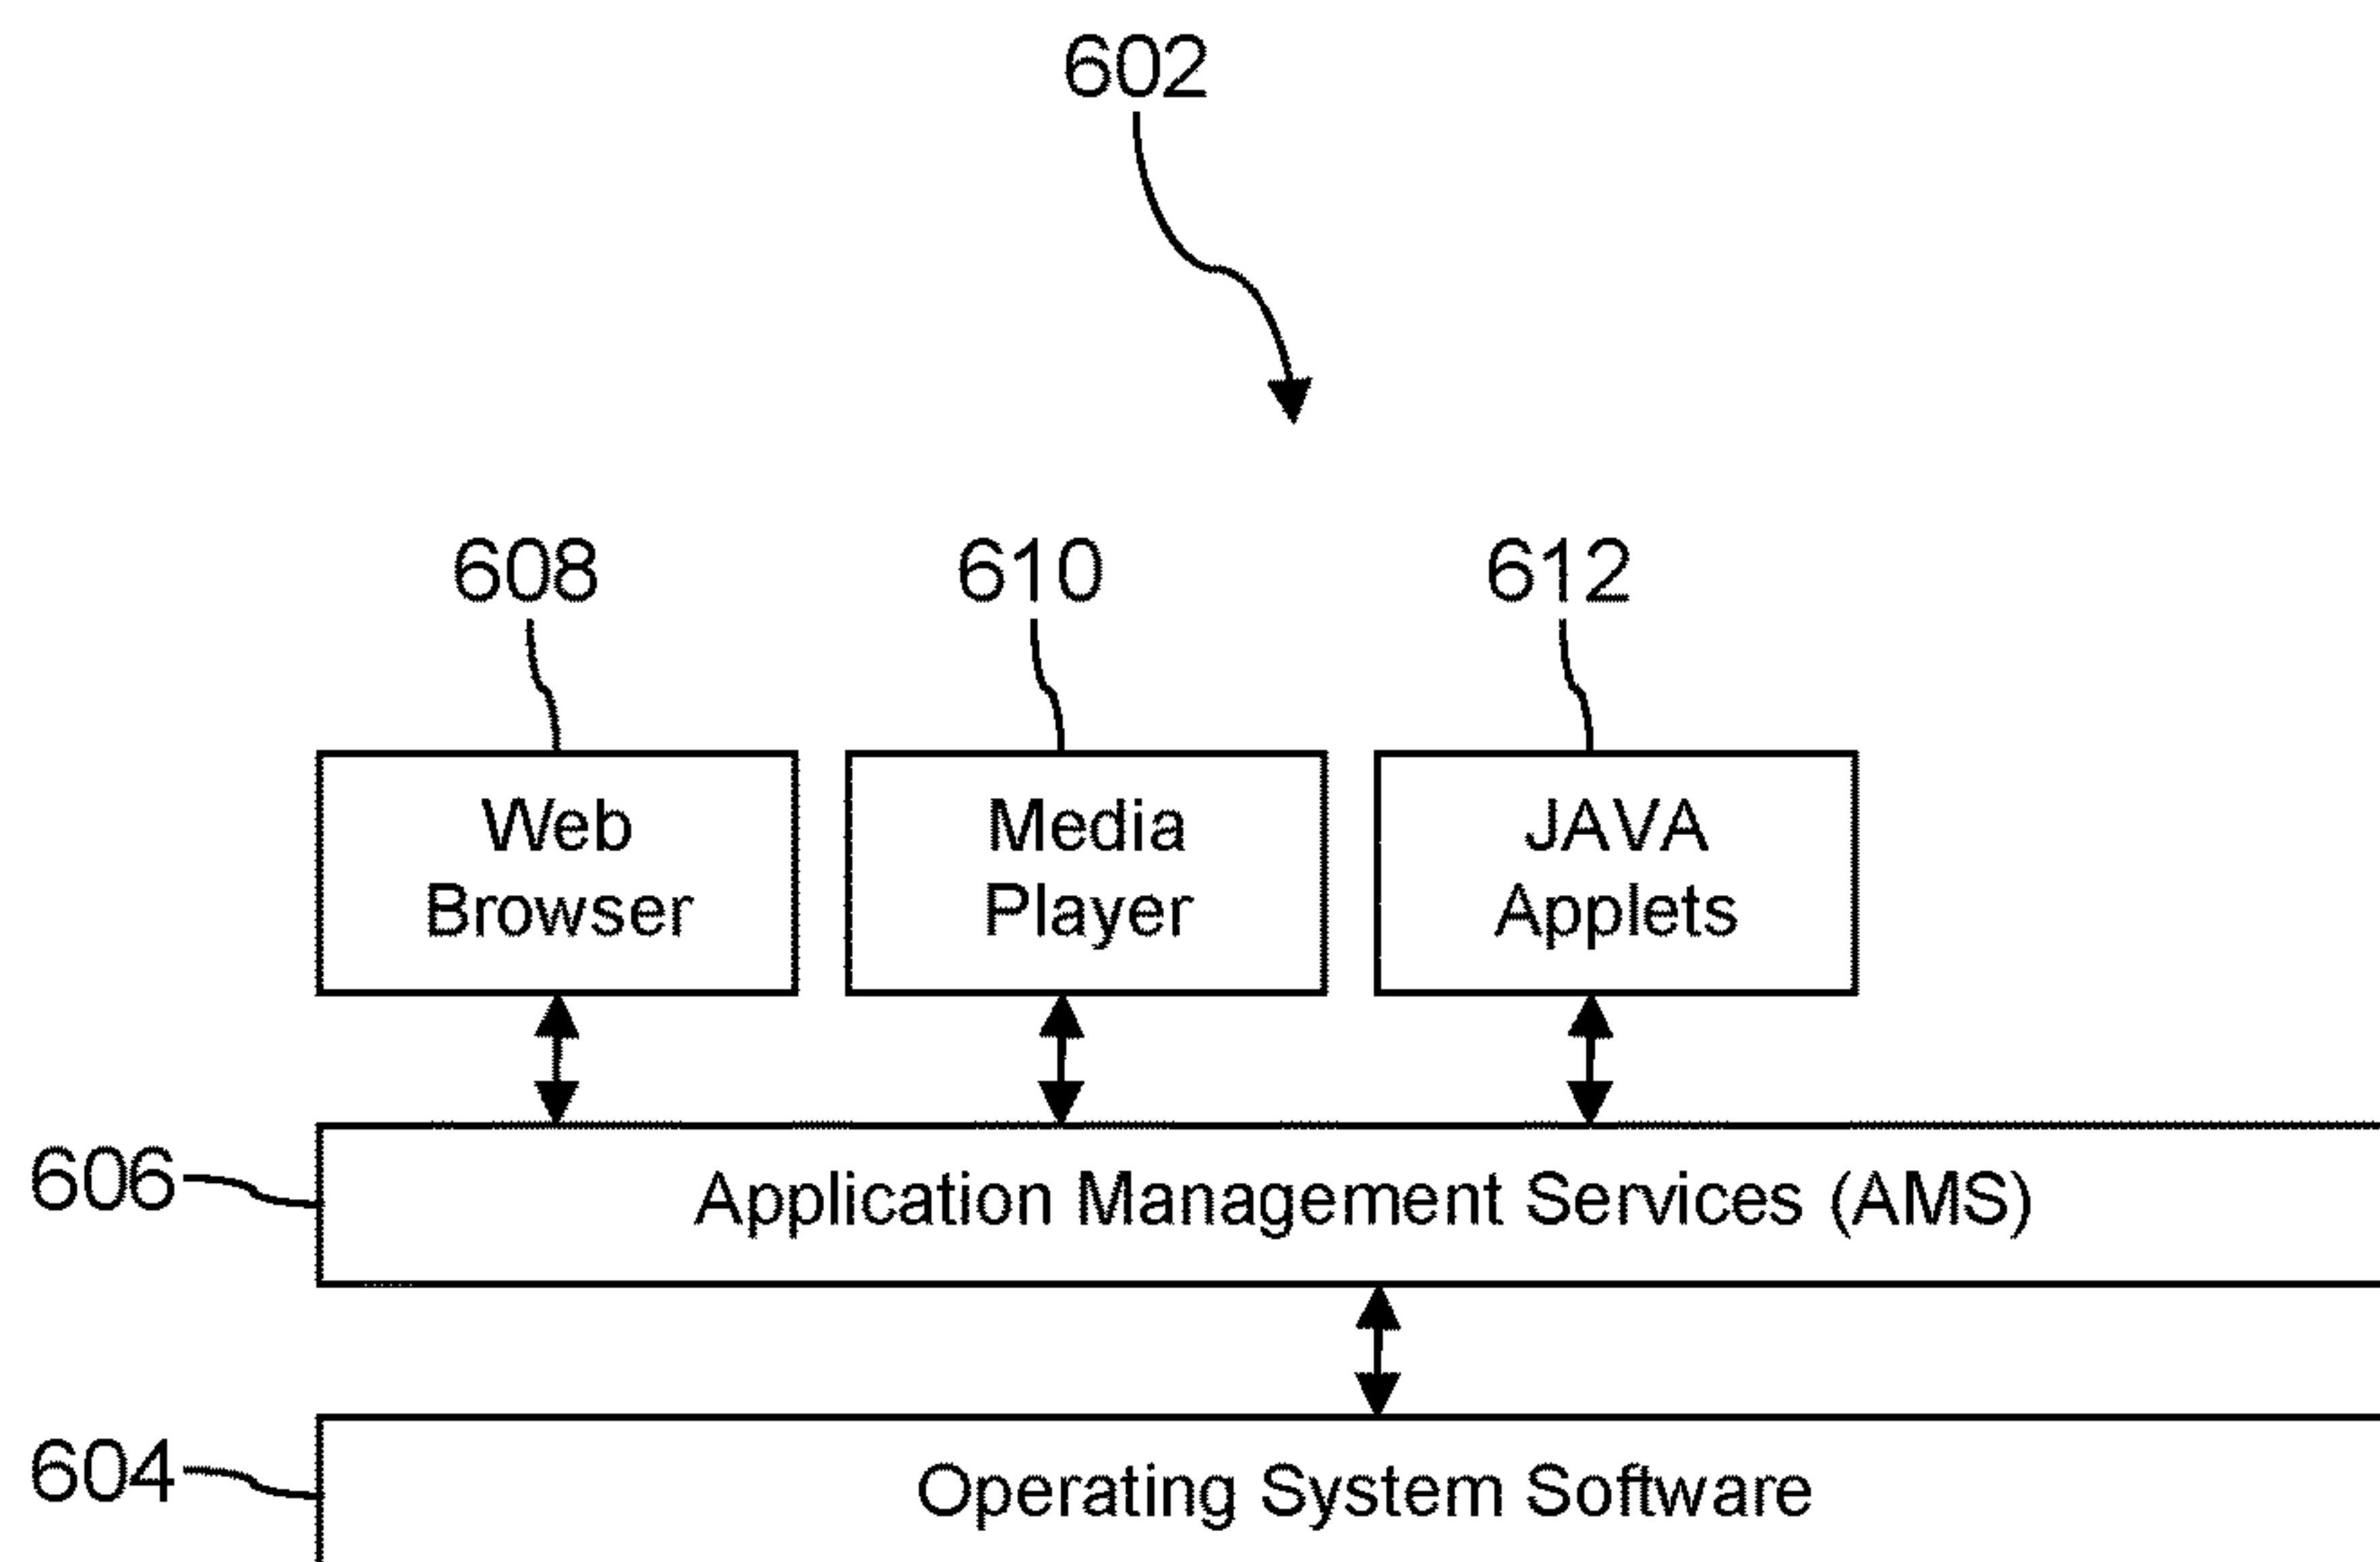 602
608
610
612
Web
Browser
Media
Player
JAVA
Applets
606
Application Management Services (AMS)
604
Operating System Software